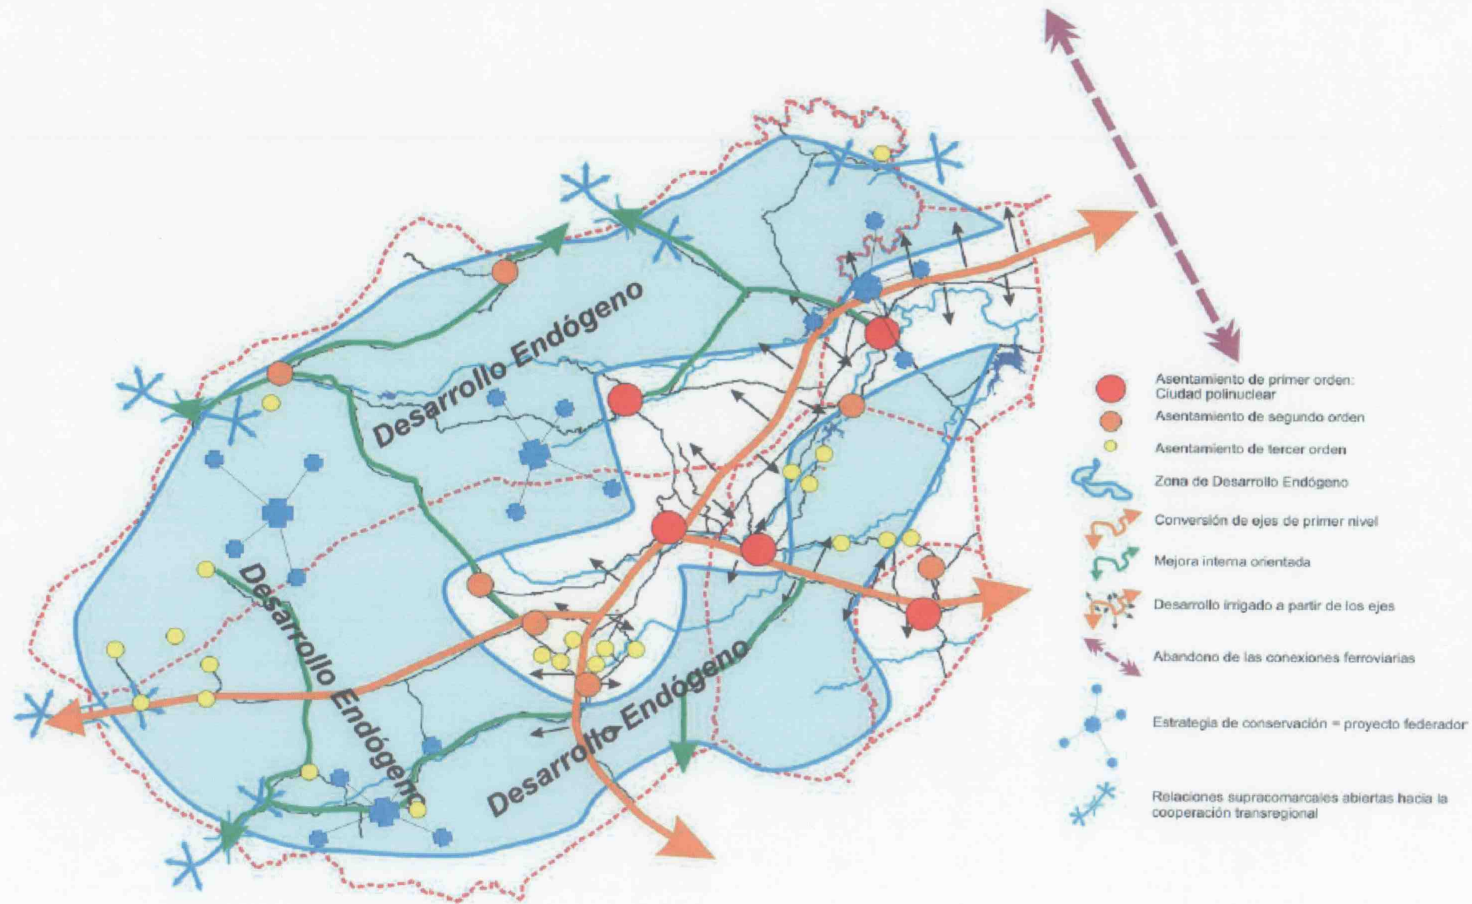 Desarrollo Endógeno
Desarrollo Endógeno
Desarrollo Endógeno
Asentamiento de primer orden:
Ciudad polinuclear
Asentamiento de segundo orden
Asentamiento de tercer orden
Zona de Desarrollo Endógeno
Conversión de ejes de primer nivel
Mejora interna orientada
Desarrollo irrigado a partir de los ejes
Abandono de las conexiones ferroviarias
Estrategia de conservación = proyecto federador
Relaciones supracomarcales abiertas hacia la
cooperación transregional